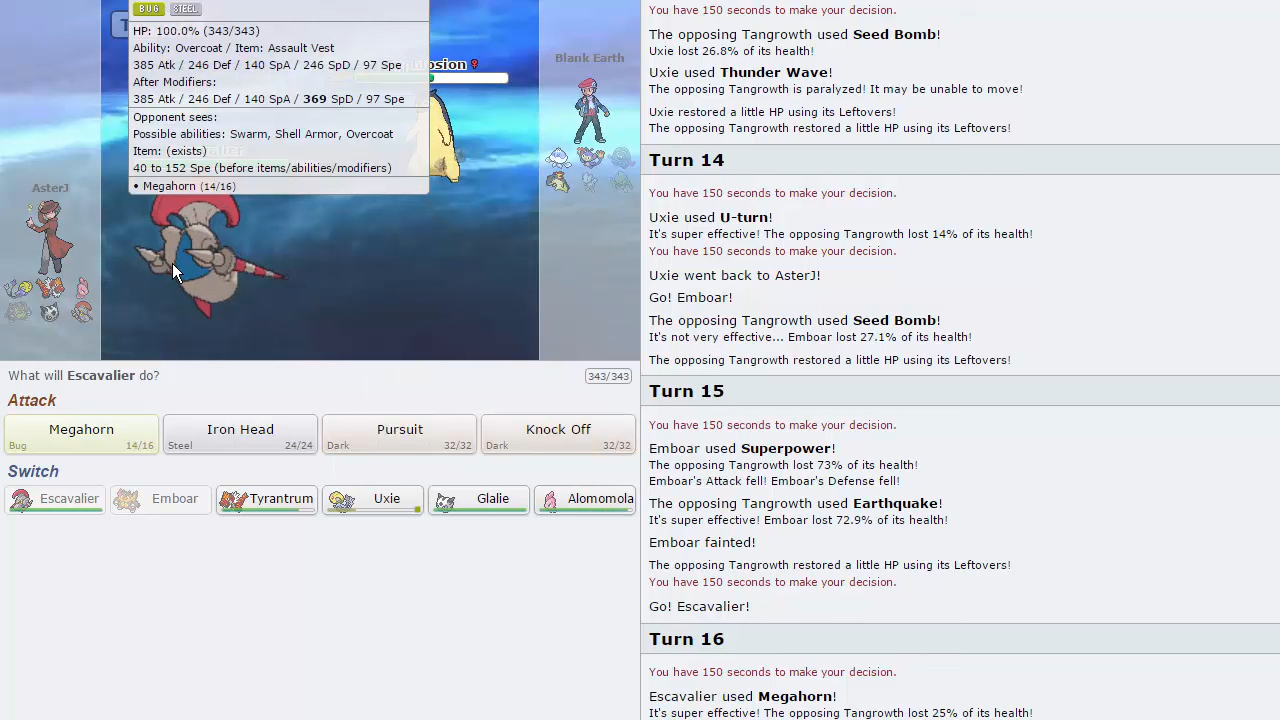 BUG STEEL
HP: 100.0% (343/343)
Ability: Overcoat / Item: Assault Vest
385 Atk / 246 Def / 140 SpA / 246 SpD / 97 Spe
After Modifiers:
385 Atk / 246 Def / 140 SpA / 369 SpD / 97 Spe
Opponent sees:
Possible abilities: Swarm, Shell Armor, Overcoat
Item: (exists)
40 to 152 Spe (before items/abilities/modifiers)
• Megahorn (14/16)
Blank Earth
AsterJ
What will Escavalier do?
343/343
Attack
Megahorn
Bug 14/16
Iron Head
Steel 24/24
Pursuit
Dark 32/32
Knock Off
Dark 32/32
Switch
Escavalier
Emboar
Tyrantrum
Uxie
Glalie
Alomomola
You have 150 seconds to make your decision.
The opposing Tangrowth used Seed Bomb!
Uxie lost 26.8% of its health!
Uxie used Thunder Wave!
The opposing Tangrowth is paralyzed! It may be unable to move!
Uxie restored a little HP using its Leftovers!
The opposing Tangrowth restored a little HP using its Leftovers!
Turn 14
You have 150 seconds to make your decision.
Uxie used U-turn!
It's super effective! The opposing Tangrowth lost 14% of its health!
You have 150 seconds to make your decision.
Uxie went back to AsterJ!
Go! Emboar!
The opposing Tangrowth used Seed Bomb!
It's not very effective... Emboar lost 27.1% of its health!
The opposing Tangrowth restored a little HP using its Leftovers!
Turn 15
You have 150 seconds to make your decision.
Emboar used Superpower!
The opposing Tangrowth lost 73% of its health!
Emboar's Attack fell! Emboar's Defense fell!
The opposing Tangrowth used Earthquake!
It's super effective! Emboar lost 72.9% of its health!
Emboar fainted!
The opposing Tangrowth restored a little HP using its Leftovers!
You have 150 seconds to make your decision.
Go! Escavalier!
Turn 16
You have 150 seconds to make your decision.
Escavalier used Megahorn!
It's super effective! The opposing Tangrowth lost 25% of its health!